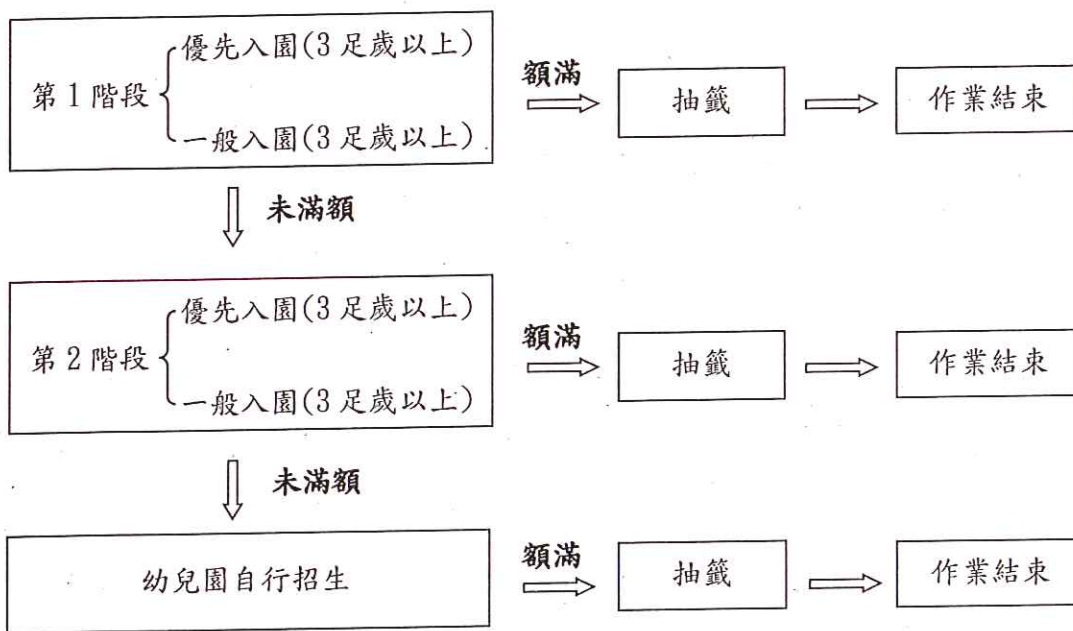 優先入園(3足歲以上)
第1階段
一般入園(3足歲以上)
額滿
抽籤
作業結束
未滿額
優先入園(3足歲以上)
第2階段
一般入園(3足歲以上)
額滿
抽籤
作業結束
未滿額
幼兒園自行招生
額滿
抽籤
作業結束